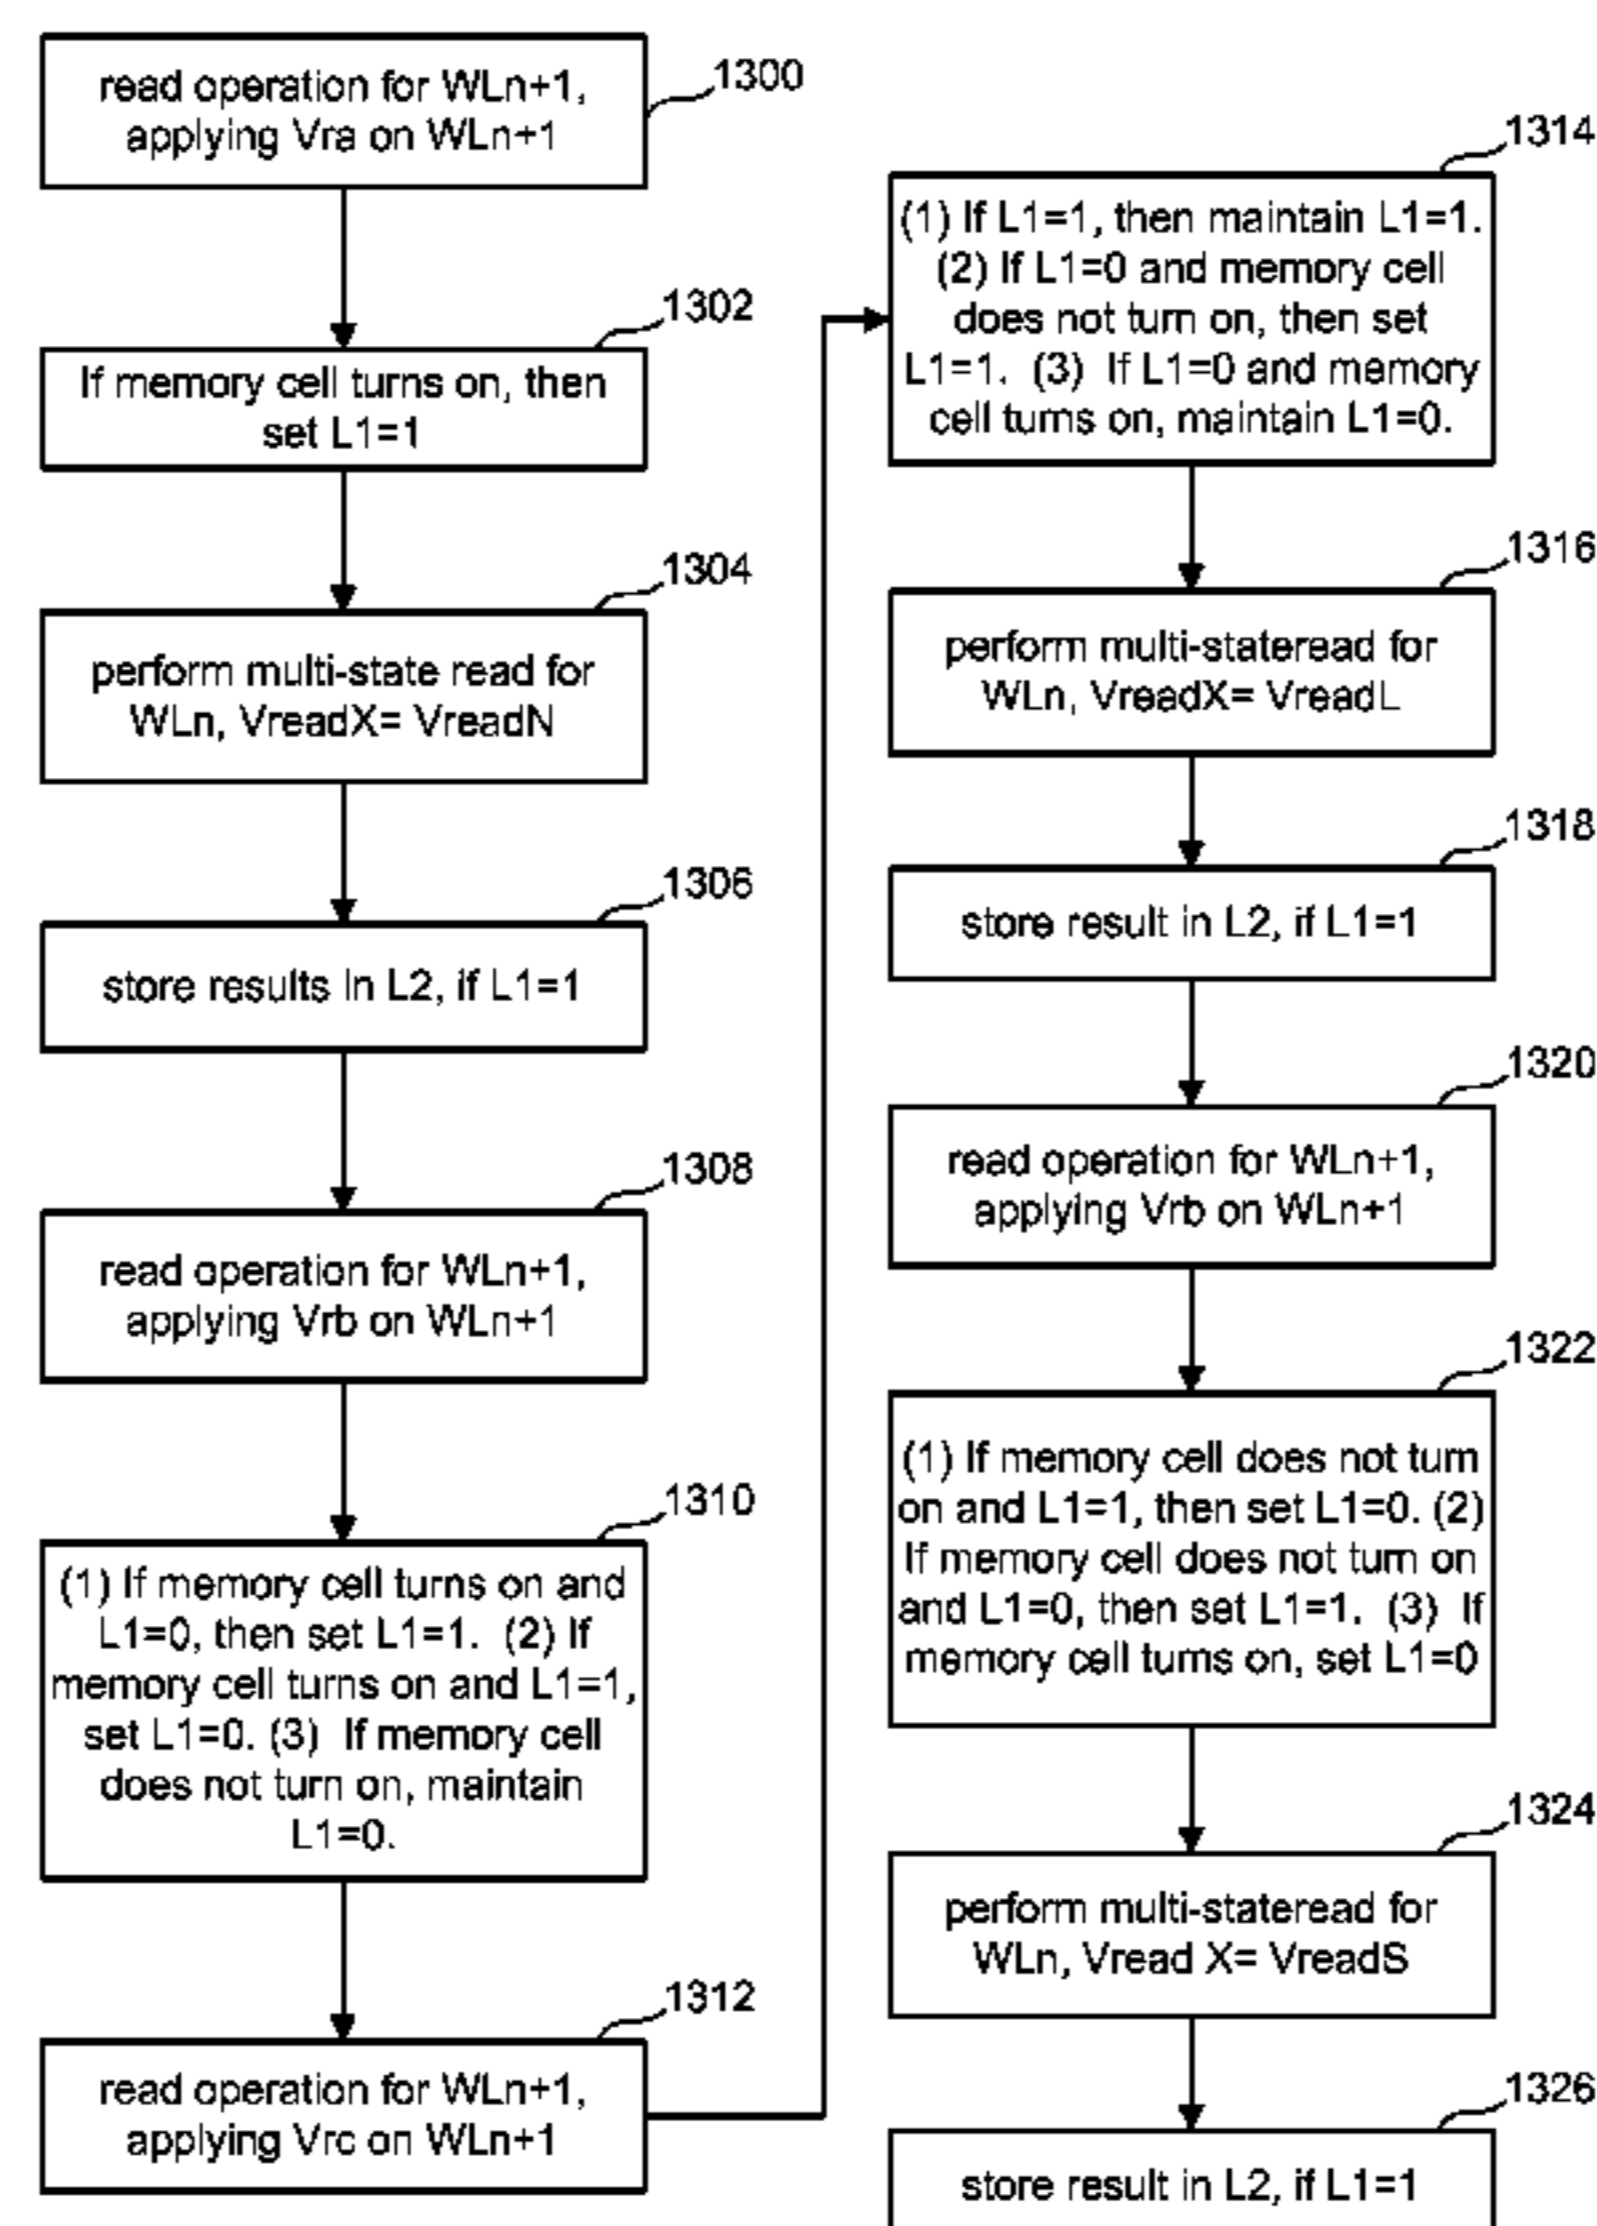 1300
read operation for WLn+1,
applying Vra on WLn+1
1302
If memory cell turns on, then
set L1=1
1304
perform multi-state read for
WLn, VreadX= VreadN
1306
store results In L2, if L1=1
1308
read operation for WLn+1,
applying Vrb on WLn+1
1310
(1) If memory cell turns on and
L1=0, then set L1=1. (2) If
memory cell turns on and L1=1,
set L1=0. (3) If memory cell
does not turn on, maintain
L1=0.
1312
read operation for WLn+1,
applying Vrc on WLn+1
1314
(1) If L1=1, then maintain L1=1.
(2) If L1=0 and memory cell
does not turn on, then set
L1=1. (3) If L1=0 and memory
cell turns on, maintain L1=0.
1316
perform multi-stateread for
WLn, VreadX= VreadL
1318
store result in L2, if L1=1
1320
read operation for WLn+1,
applying Vrb on WLn+1
1322
(1) If memory cell does not turn
on and L1=1, then set L1=0. (2)
If memory cell does not turn on
and L1=0, then set L1=1. (3) If
memory cell turns on, set L1=0
1324
perform multi-stateread for
WLn, Vread X= VreadS
1326
store result in L2, if L1=1